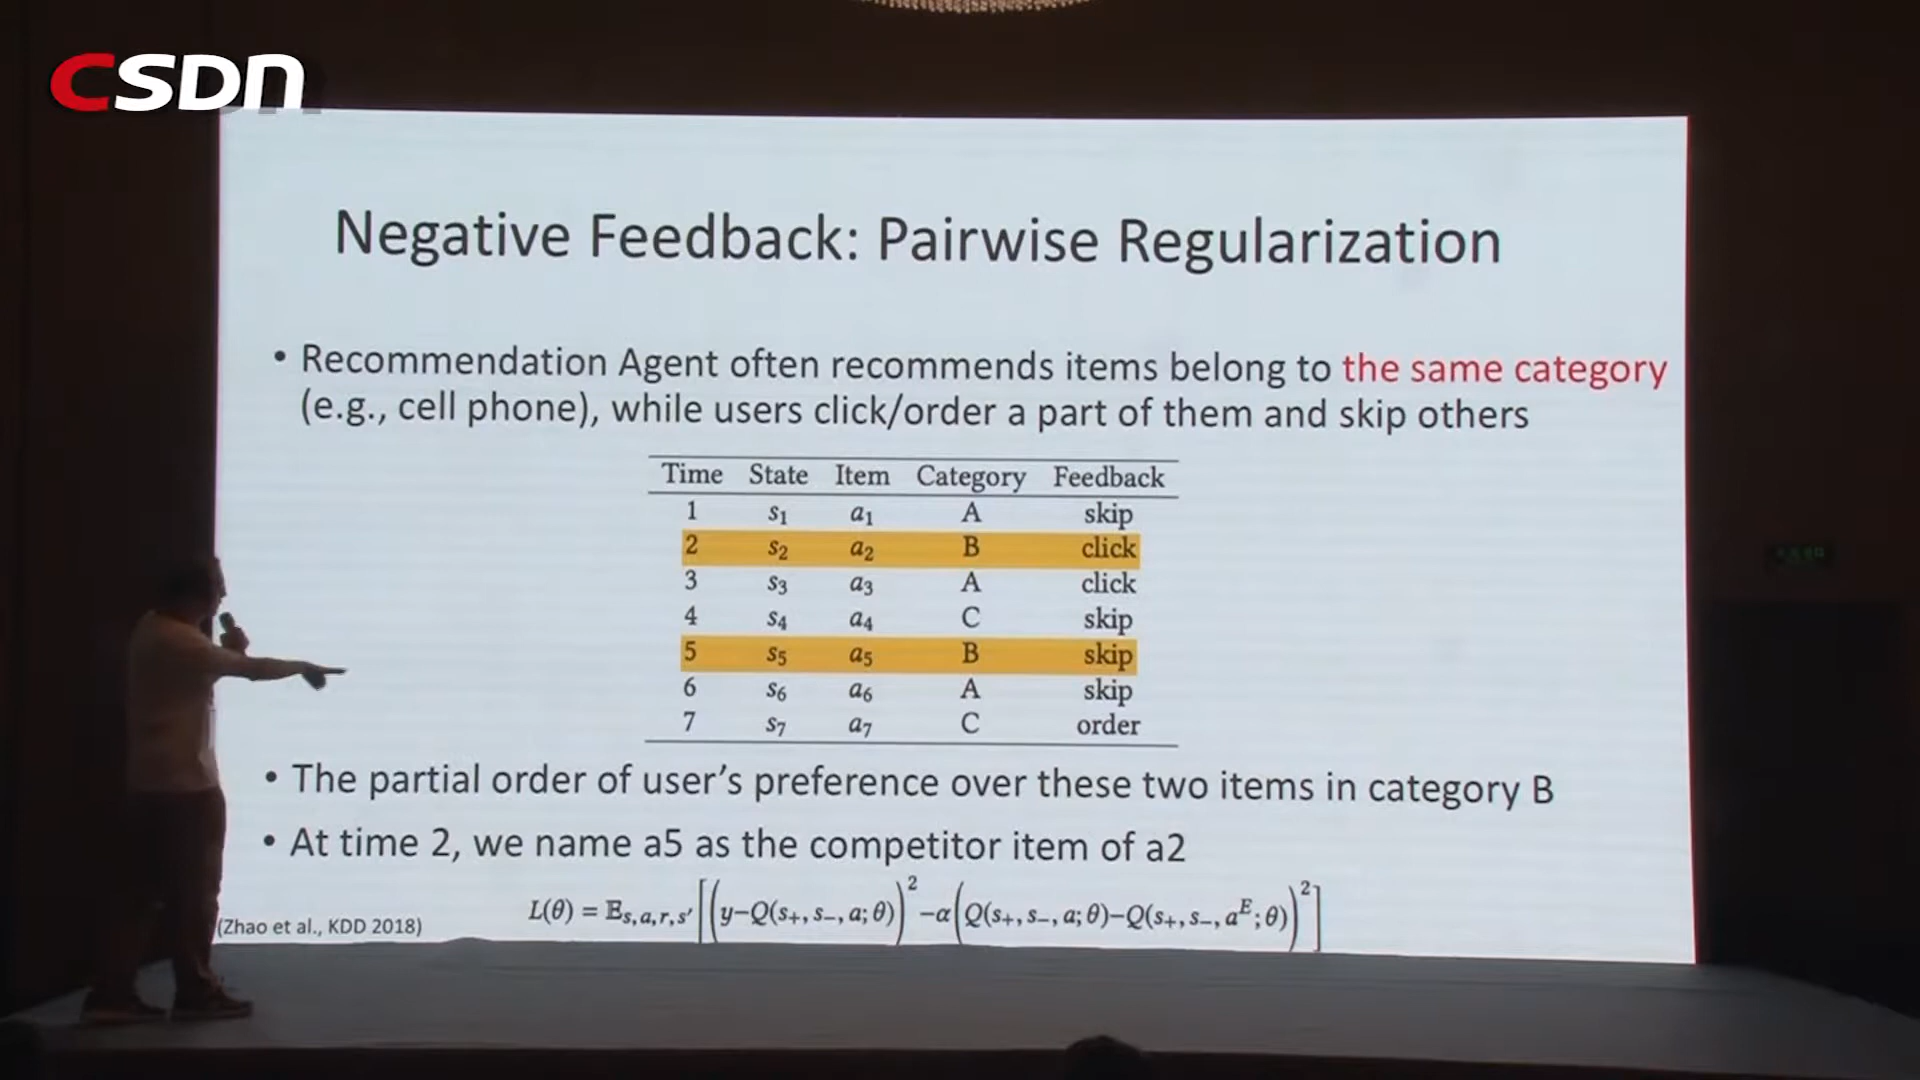 CSDN
Negative Feedback: Pairwise Regularization
• Recommendation Agent often recommends items belong to the same category
(e.g., cell phone), while users click/order a part of them and skip others
Time State Item Category Feedback
1 s₁ a₁ A skip
2 s₂ a₂ B click
3 s₃ a₃ A click
4 s₄ a₄ C skip
5 s₅ a₅ B skip
6 s₆ a₆ A skip
7 s₇ a₇ C order
• The partial order of user's preference over these two items in category B
• At time 2, we name a5 as the competitor item of a2
L(θ) = 𝔼s,a,r,s′ [(y−Q(s₊, s₋, a; θ))² −α(Q(s₊, s₋, a; θ)−Q(s₊, s₋, aᴱ; θ))²]
(Zhao et al., KDD 2018)